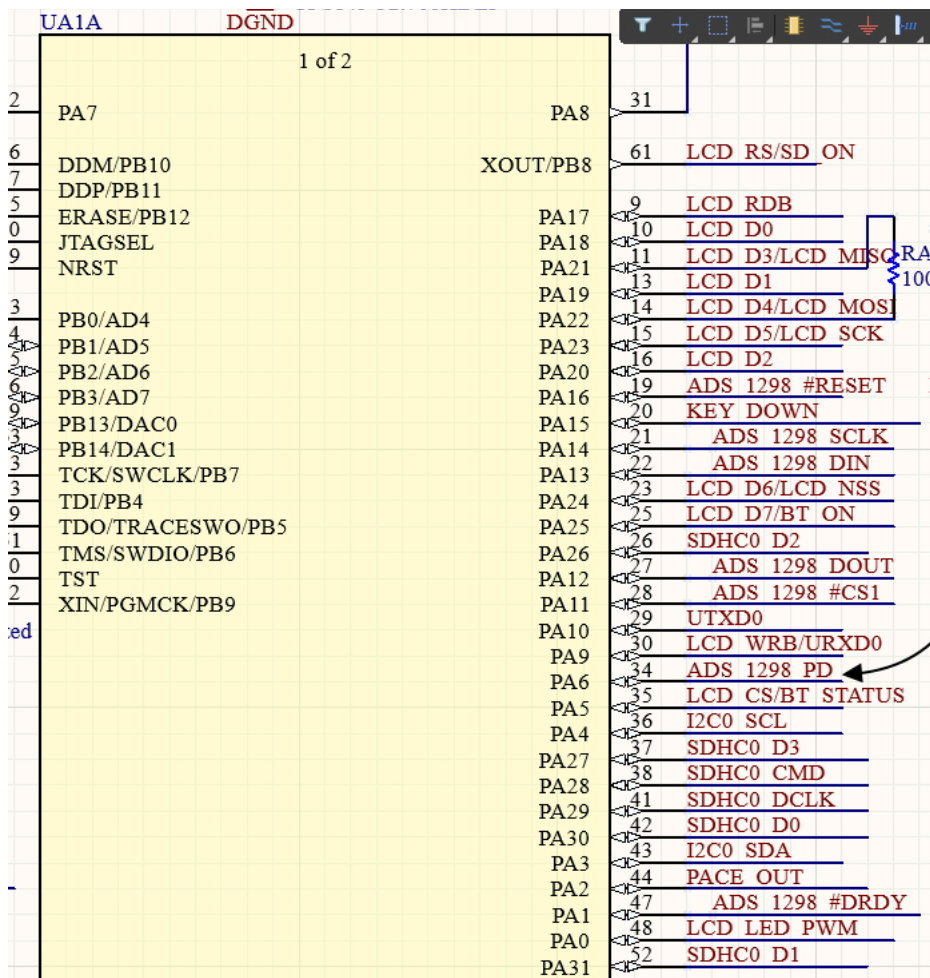 UA1A DGND
1 of 2
2 PA7 PA8 31
6 DDM/PB10 XOUT/PB8 61 LCD RS/SD ON
7 DDP/PB11
5 ERASE/PB12 PA17 9 LCD RDB
0 JTAGSEL PA18 10 LCD D0
9 NRST PA21 11 LCD D3/LCD MISO RA
PA19 13 LCD D1 100
3 PB0/AD4 PA22 14 LCD D4/LCD MOSI
4 PB1/AD5 PA23 15 LCD D5/LCD SCK
5 PB2/AD6 PA20 16 LCD D2
6 PB3/AD7 PA16 19 ADS 1298 #RESET
9 PB13/DAC0 PA15 20 KEY DOWN
3 PB14/DAC1 PA14 21 ADS 1298 SCLK
3 TCK/SWCLK/PB7 PA13 22 ADS 1298 DIN
3 TDI/PB4 PA24 23 LCD D6/LCD NSS
9 TDO/TRACESWO/PB5 PA25 25 LCD D7/BT ON
TMS/SWDIO/PB6 PA26 26 SDHC0 D2
0 TST PA12 27 ADS 1298 DOUT
2 XIN/PGMCK/PB9 PA11 28 ADS 1298 #CS1
PA10 29 UTXD0
PA9 30 LCD WRB/URXD0
PA6 34 ADS 1298 PD
PA5 35 LCD CS/BT STATUS
PA4 36 I2C0 SCL
PA27 37 SDHC0 D3
PA28 38 SDHC0 CMD
PA29 41 SDHC0 DCLK
PA30 42 SDHC0 D0
PA3 43 I2C0 SDA
PA2 44 PACE OUT
PA1 47 ADS 1298 #DRDY
PA0 48 LCD LED PWM
PA31 52 SDHC0 D1